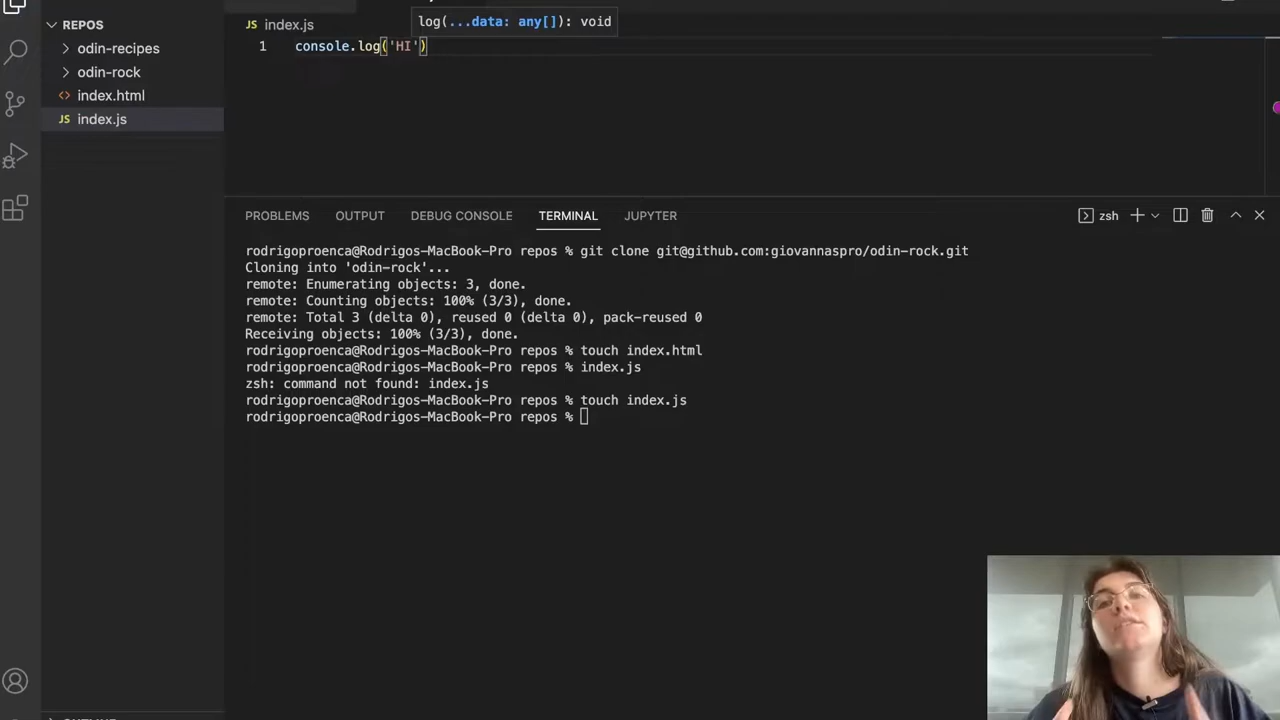 REPOS
odin-recipes
odin-rock
index.html
JS index.js
JS index.js
log(...data: any[]): void
1 console.log('HI')
PROBLEMS OUTPUT DEBUG CONSOLE TERMINAL JUPYTER
zsh
rodrigoproenca@Rodrigos-MacBook-Pro repos % git clone git@github.com:giovannaspro/odin-rock.git
Cloning into 'odin-rock'...
remote: Enumerating objects: 3, done.
remote: Counting objects: 100% (3/3), done.
remote: Total 3 (delta 0), reused 0 (delta 0), pack-reused 0
Receiving objects: 100% (3/3), done.
rodrigoproenca@Rodrigos-MacBook-Pro repos % touch index.html
rodrigoproenca@Rodrigos-MacBook-Pro repos % index.js
zsh: command not found: index.js
rodrigoproenca@Rodrigos-MacBook-Pro repos % touch index.js
rodrigoproenca@Rodrigos-MacBook-Pro repos %